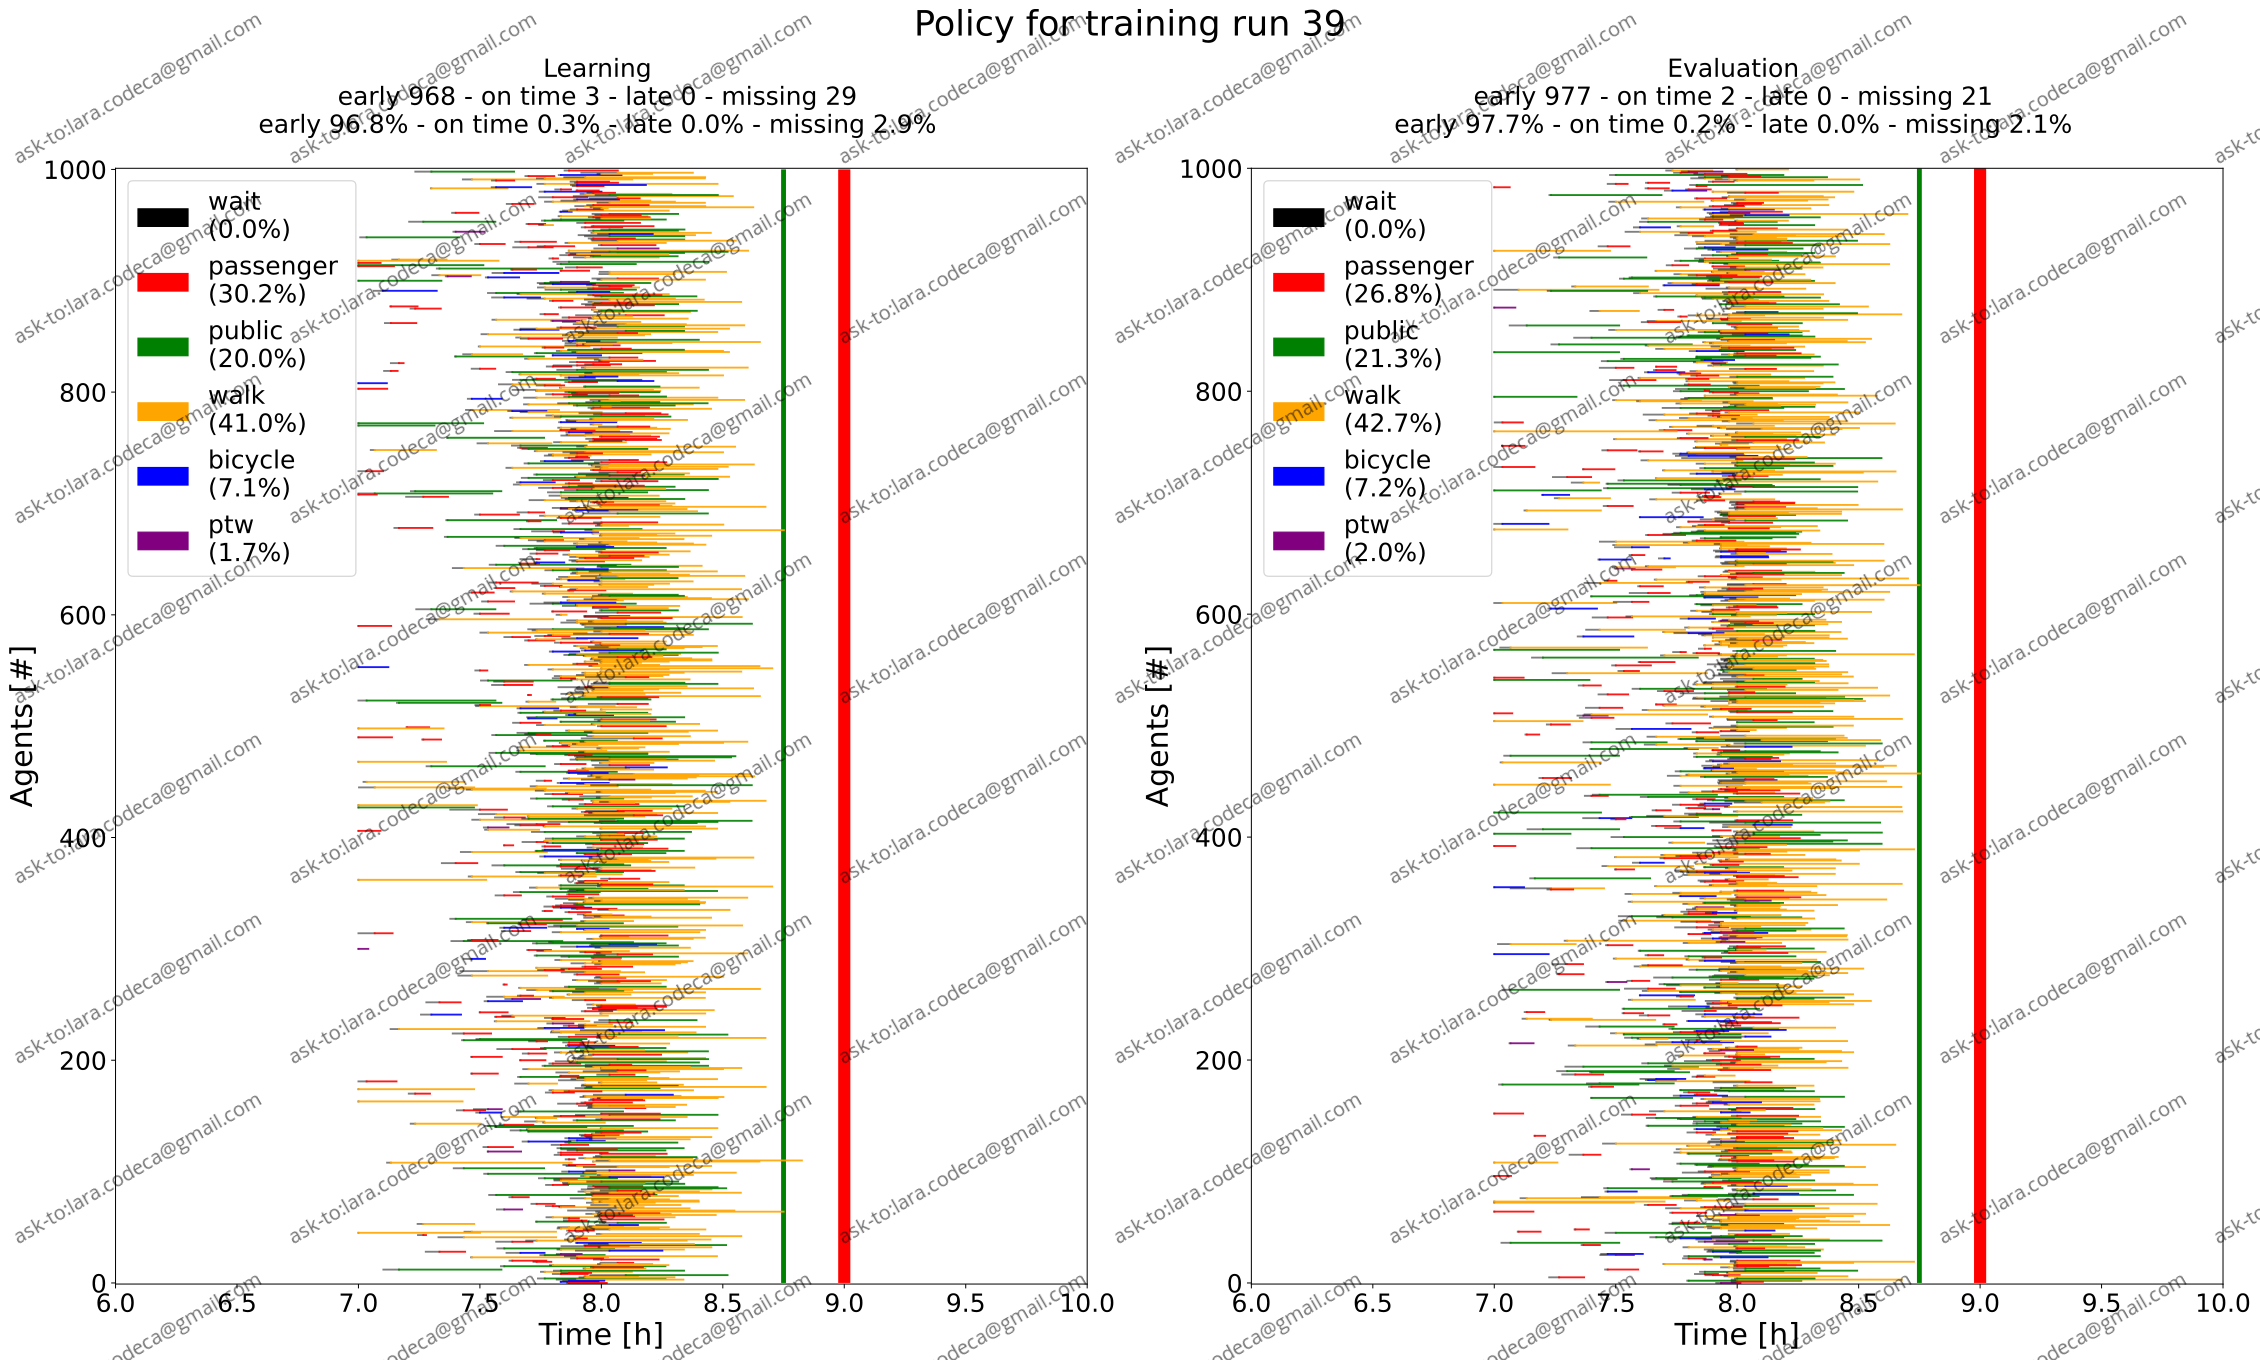 Policy for training run 39
Learning
early 968 - on time 3 - late 0 - missing 29
early 96.8% - on time 0.3% - late 0.0% - missing 2.9%
1000
800
600
400
200
0
Agents [#]
wait
(0.0%)
passenger
(30.2%)
public
(20.0%)
walk
(41.0%)
bicycle
(7.1%)
ptw
(1.7%)
6.0 6.5 7.0 7.5 8.0 8.5 9.0 9.5 10.0
Time [h]
Evaluation
early 977 - on time 2 - late 0 - missing 21
early 97.7% - on time 0.2% - late 0.0% - missing 2.1%
1000
800
600
400
200
0
Agents [#]
wait
(0.0%)
passenger
(26.8%)
public
(21.3%)
walk
(42.7%)
bicycle
(7.2%)
ptw
(2.0%)
6.0 6.5 7.0 7.5 8.0 8.5 9.0 9.5 10.0
Time [h]
ask-to:lara.codeca@gmail.com